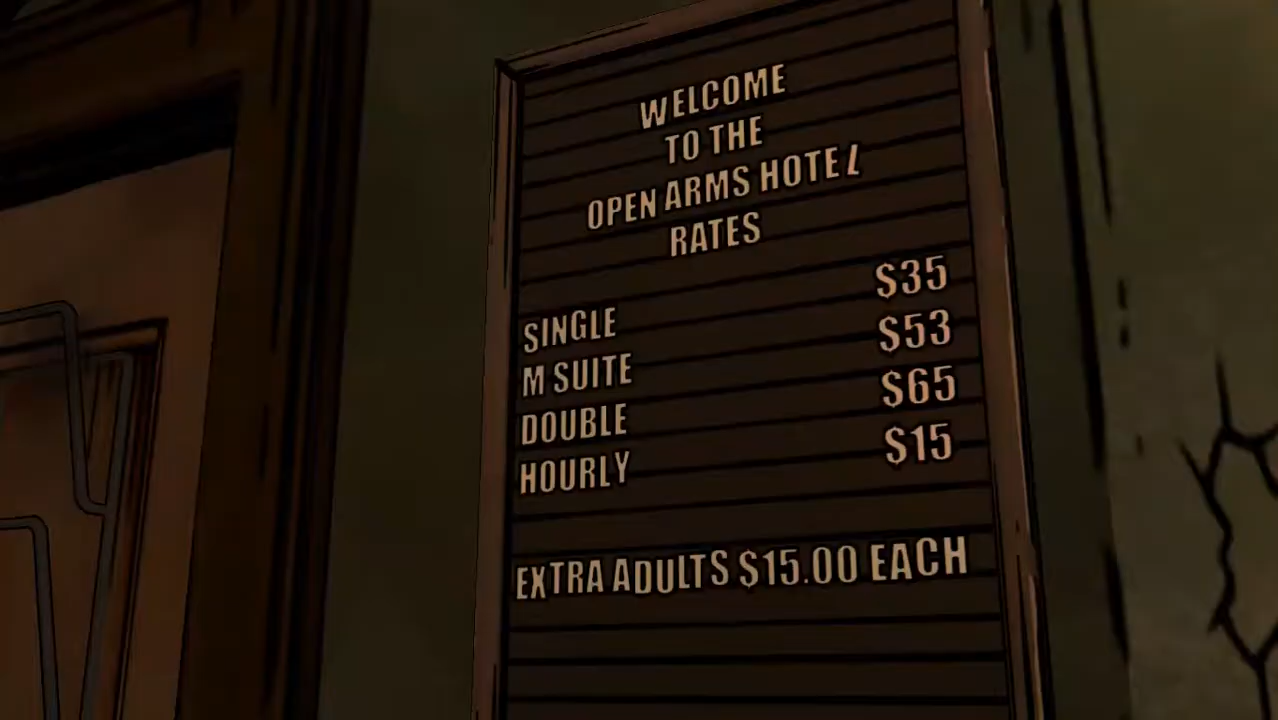 WELCOME
TO THE
OPEN ARMS HOTEL
RATES
SINGLE $35
M SUITE $53
DOUBLE $65
HOURLY $15
EXTRA ADULTS $15.00 EACH